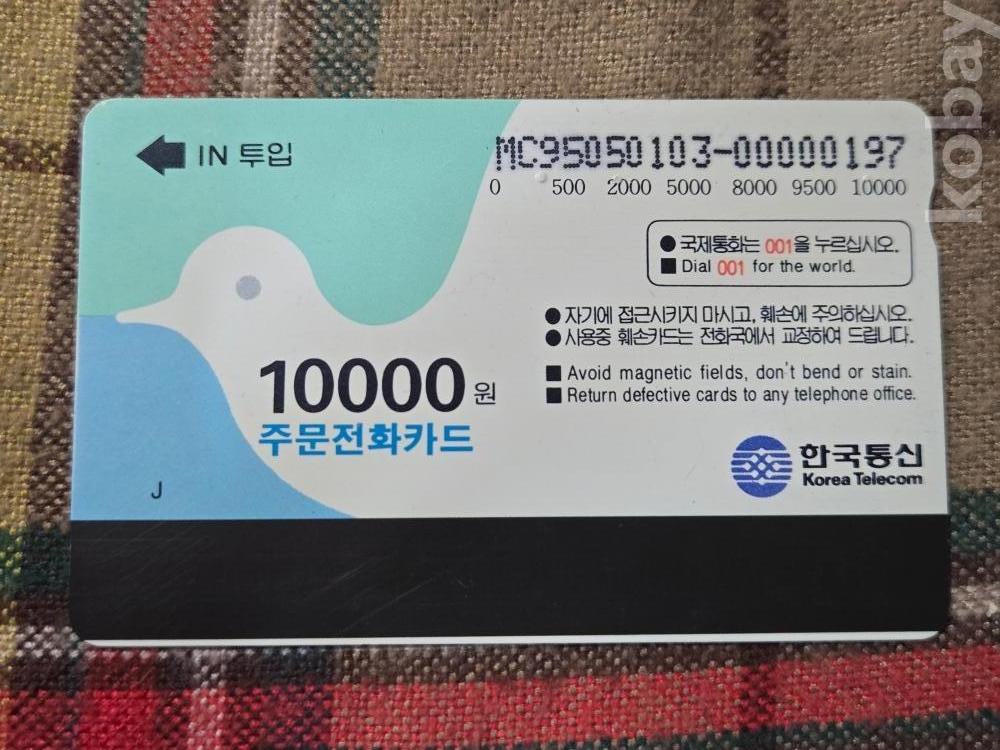 IN 투입
MC95050103-00000197
0 500 2000 5000 8000 9500 10000
● 국제통화는 001을 누르십시오.
■ Dial 001 for the world.
● 자기에 접근시키지 마시고, 훼손에 주의하십시오.
● 사용중 훼손카드는 전화국에서 교정하여 드립니다.
■ Avoid magnetic fields, don't bend or stain.
■ Return defective cards to any telephone office.
10000원
주문전화카드
J
한국통신
Korea Telecom
kobay